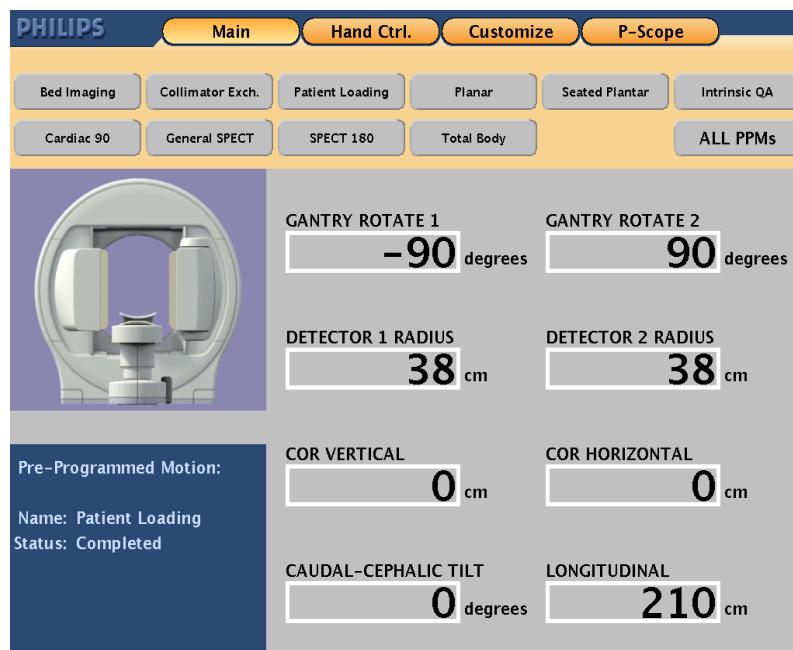 PHILIPS
Main Hand Ctrl. Customize P-Scope
Bed Imaging Collimator Exch. Patient Loading Planar Seated Plantar Intrinsic QA
Cardiac 90 General SPECT SPECT 180 Total Body ALL PPMs
GANTRY ROTATE 1 GANTRY ROTATE 2
-90 degrees 90 degrees
DETECTOR 1 RADIUS DETECTOR 2 RADIUS
38 cm 38 cm
COR VERTICAL COR HORIZONTAL
0 cm 0 cm
CAUDAL-CEPHALIC TILT LONGITUDINAL
0 degrees 210 cm
Pre-Programmed Motion:
Name: Patient Loading
Status: Completed